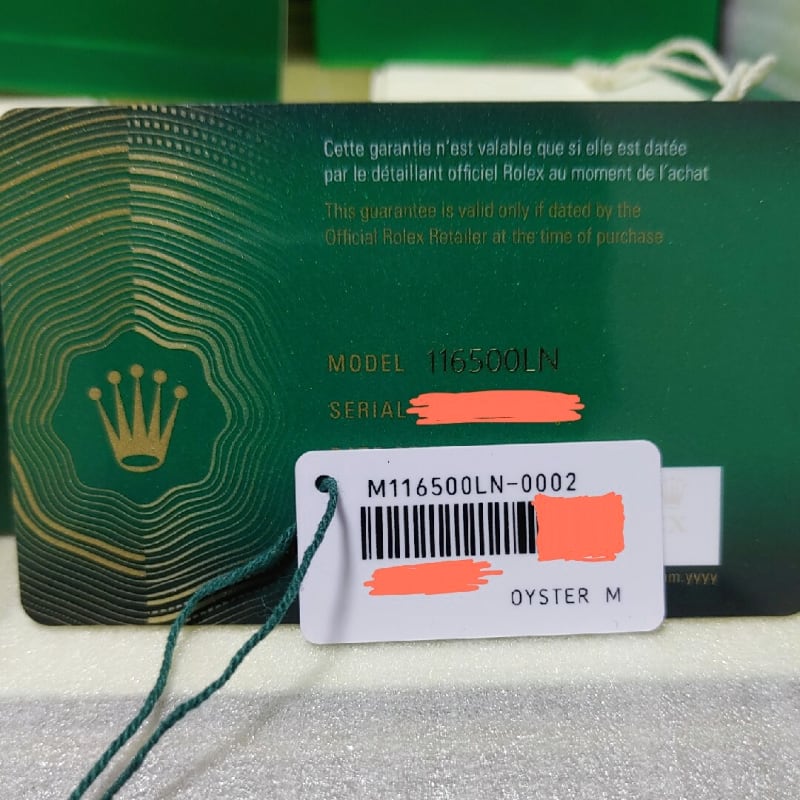 Cette garantie n'est valable que si elle est datée
par le détaillant officiel Rolex au moment de l'achat
This guarantee is valid only if dated by the
Official Rolex Retailer at the time of purchase
MODEL 116500LN
SERIAL
M116500LN-0002
OYSTER M